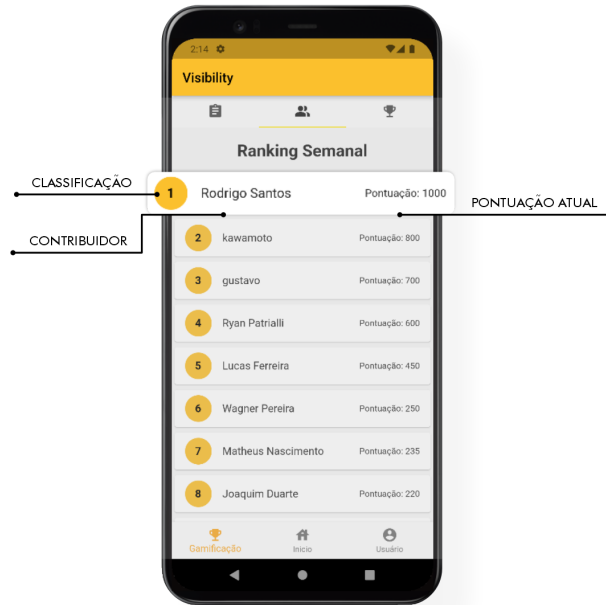 2:14
Visibility
Ranking Semanal
CLASSIFICAÇÃO
1 Rodrigo Santos Pontuação: 1000
PONTUAÇÃO ATUAL
CONTRIBUIDOR
2 kawamoto Pontuação: 800
3 gustavo Pontuação: 700
4 Ryan Patrialli Pontuação: 600
5 Lucas Ferreira Pontuação: 450
6 Wagner Pereira Pontuação: 250
7 Matheus Nascimento Pontuação: 235
8 Joaquim Duarte Pontuação: 220
Gamificação Inicio Usuário